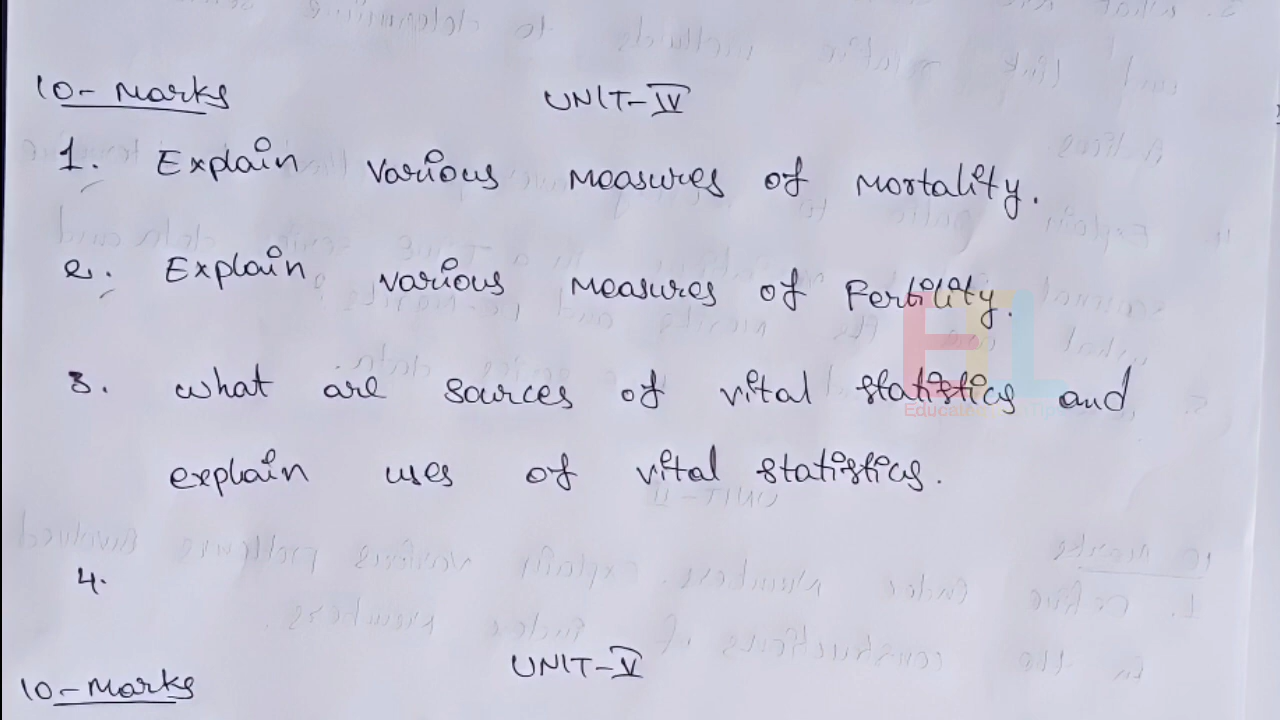 10-Marks UNIT-IV
1. Explain various measures of mortality.
2. Explain various measures of Fertility.
3. what are sources of vital statistics and
explain uses of vital statistics.
4.
UNIT-V
10-Marks
ETL